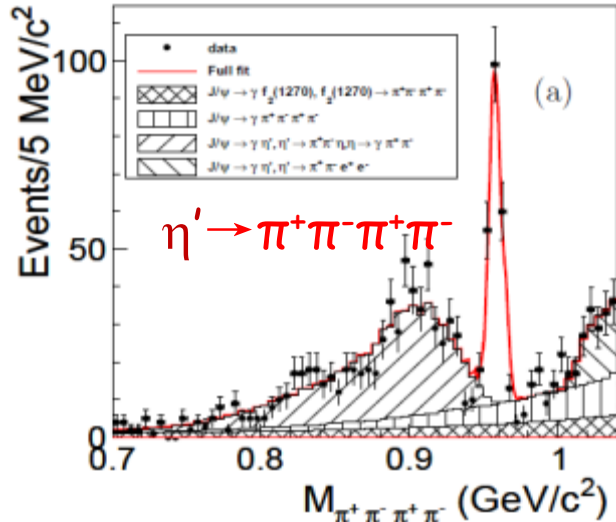 Events/5 MeV/c²
100
50
0
data
Full fit
J/ψ → γ f₂(1270), f₂(1270) → π⁺π⁻π⁺π⁻
J/ψ → γ π⁺ π⁻ π⁺ π⁻
J/ψ → γ η′, η′ → π⁺π⁻η,η → γ π⁺ π⁻
J/ψ → γ η′, η′ → π⁺ π⁻ e⁺ e⁻
(a)
η′ → π⁺π⁻π⁺π⁻
0.7 0.8 0.9 1
M_π⁺π⁻π⁺π⁻ (GeV/c²)